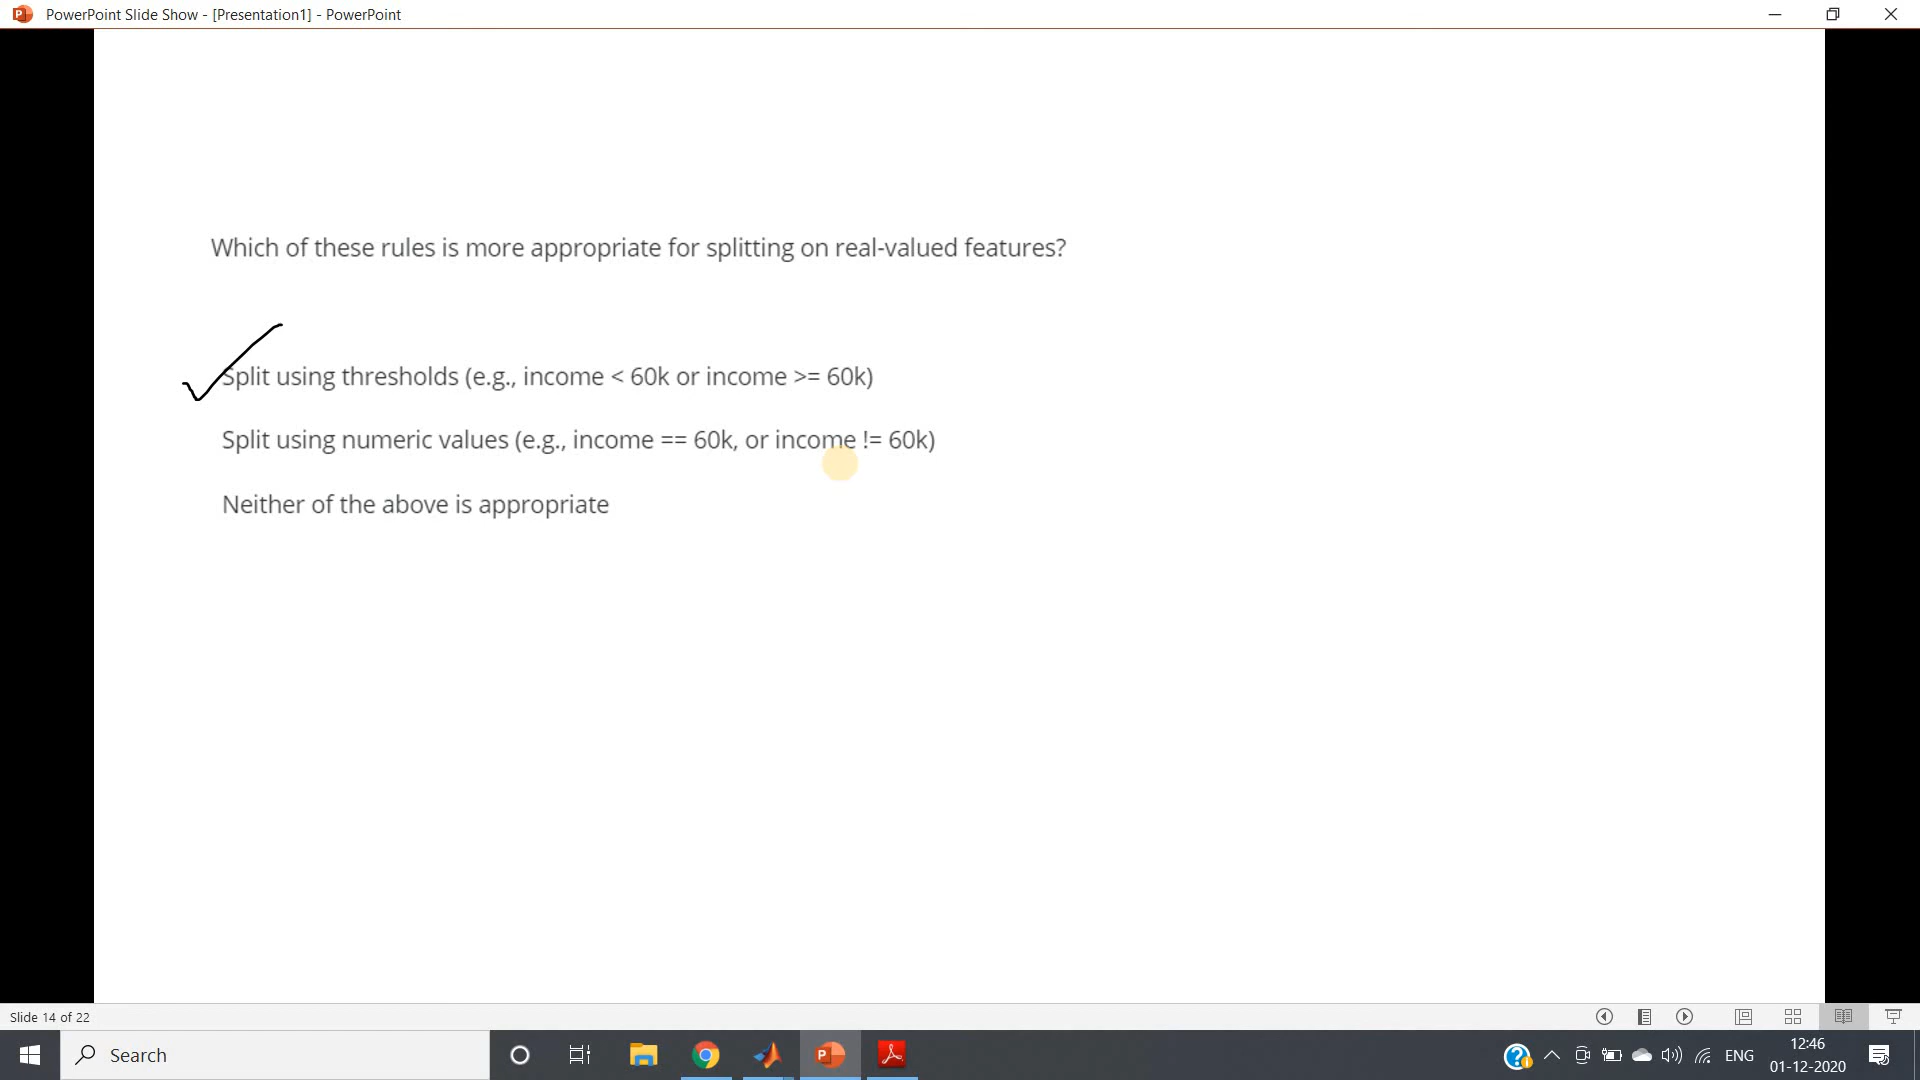 PowerPoint Slide Show - [Presentation1] - PowerPoint
Which of these rules is more appropriate for splitting on real-valued features?
Split using thresholds (e.g., income < 60k or income >= 60k)
Split using numeric values (e.g., income == 60k, or income != 60k)
Neither of the above is appropriate
Slide 14 of 22
Search
ENG
12:46
01-12-2020